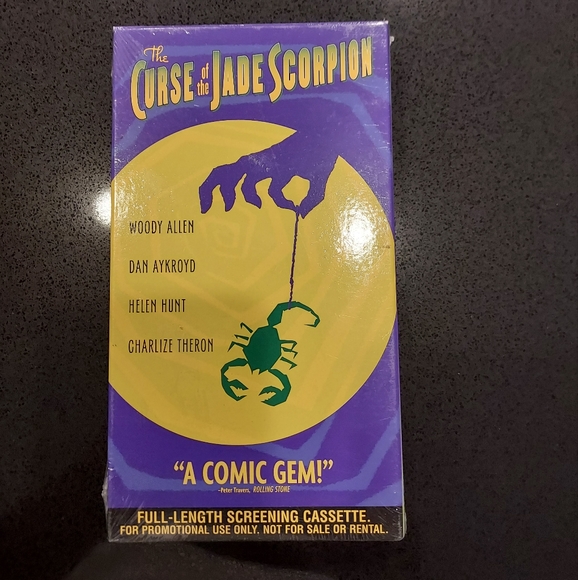 The
CURSE of the JADE SCORPION
WOODY ALLEN
DAN AYKROYD
HELEN HUNT
CHARLIZE THERON
“A COMIC GEM!”
-Peter Travers, ROLLING STONE
FULL-LENGTH SCREENING CASSETTE.
FOR PROMOTIONAL USE ONLY. NOT FOR SALE OR RENTAL.